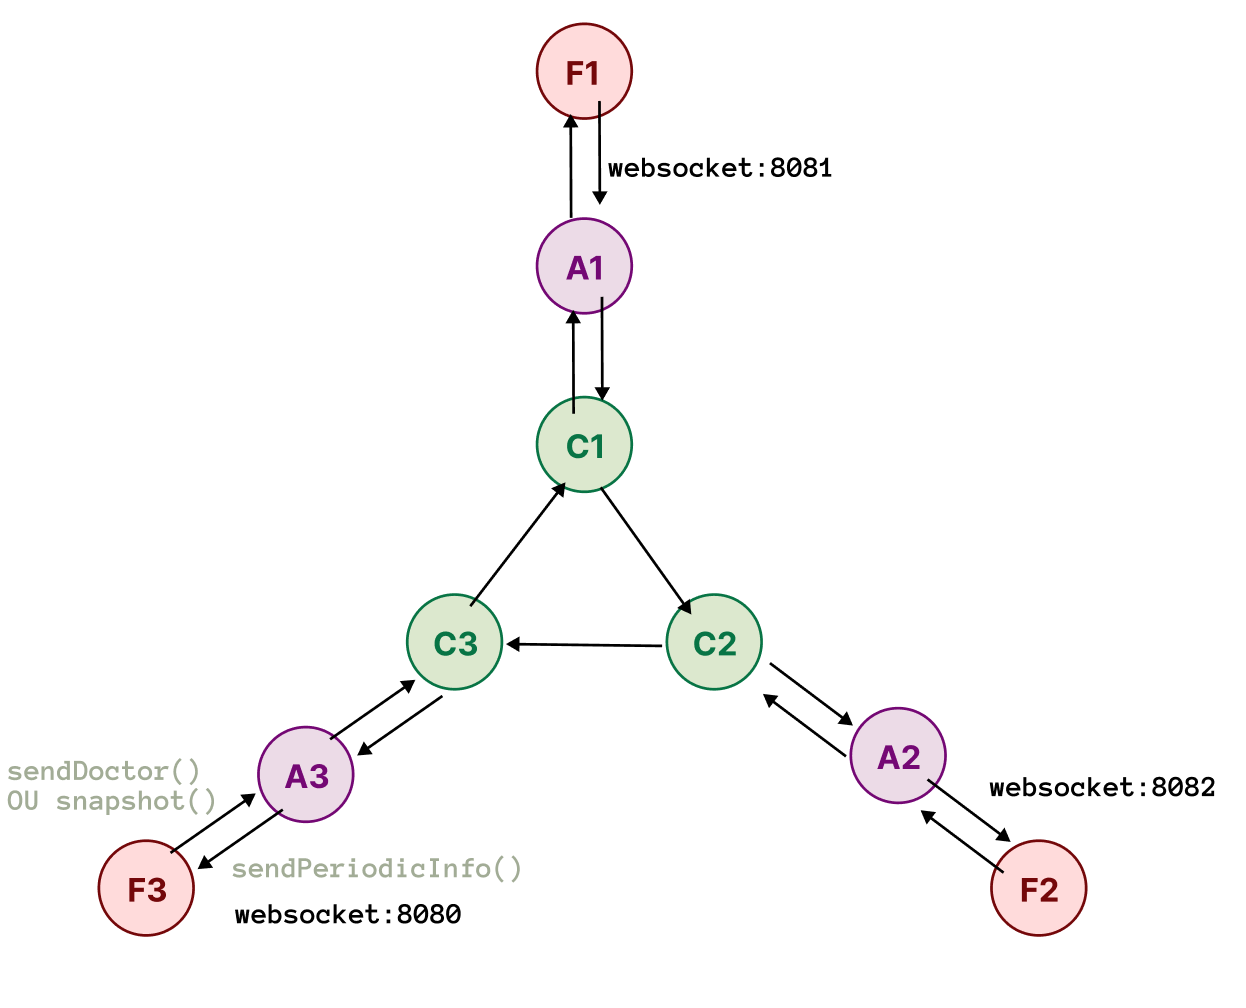 F1
websocket:8081
A1
C1
C3
C2
A3
A2
sendDoctor()
OU snapshot()
websocket:8082
sendPeriodicInfo()
F3
F2
websocket:8080